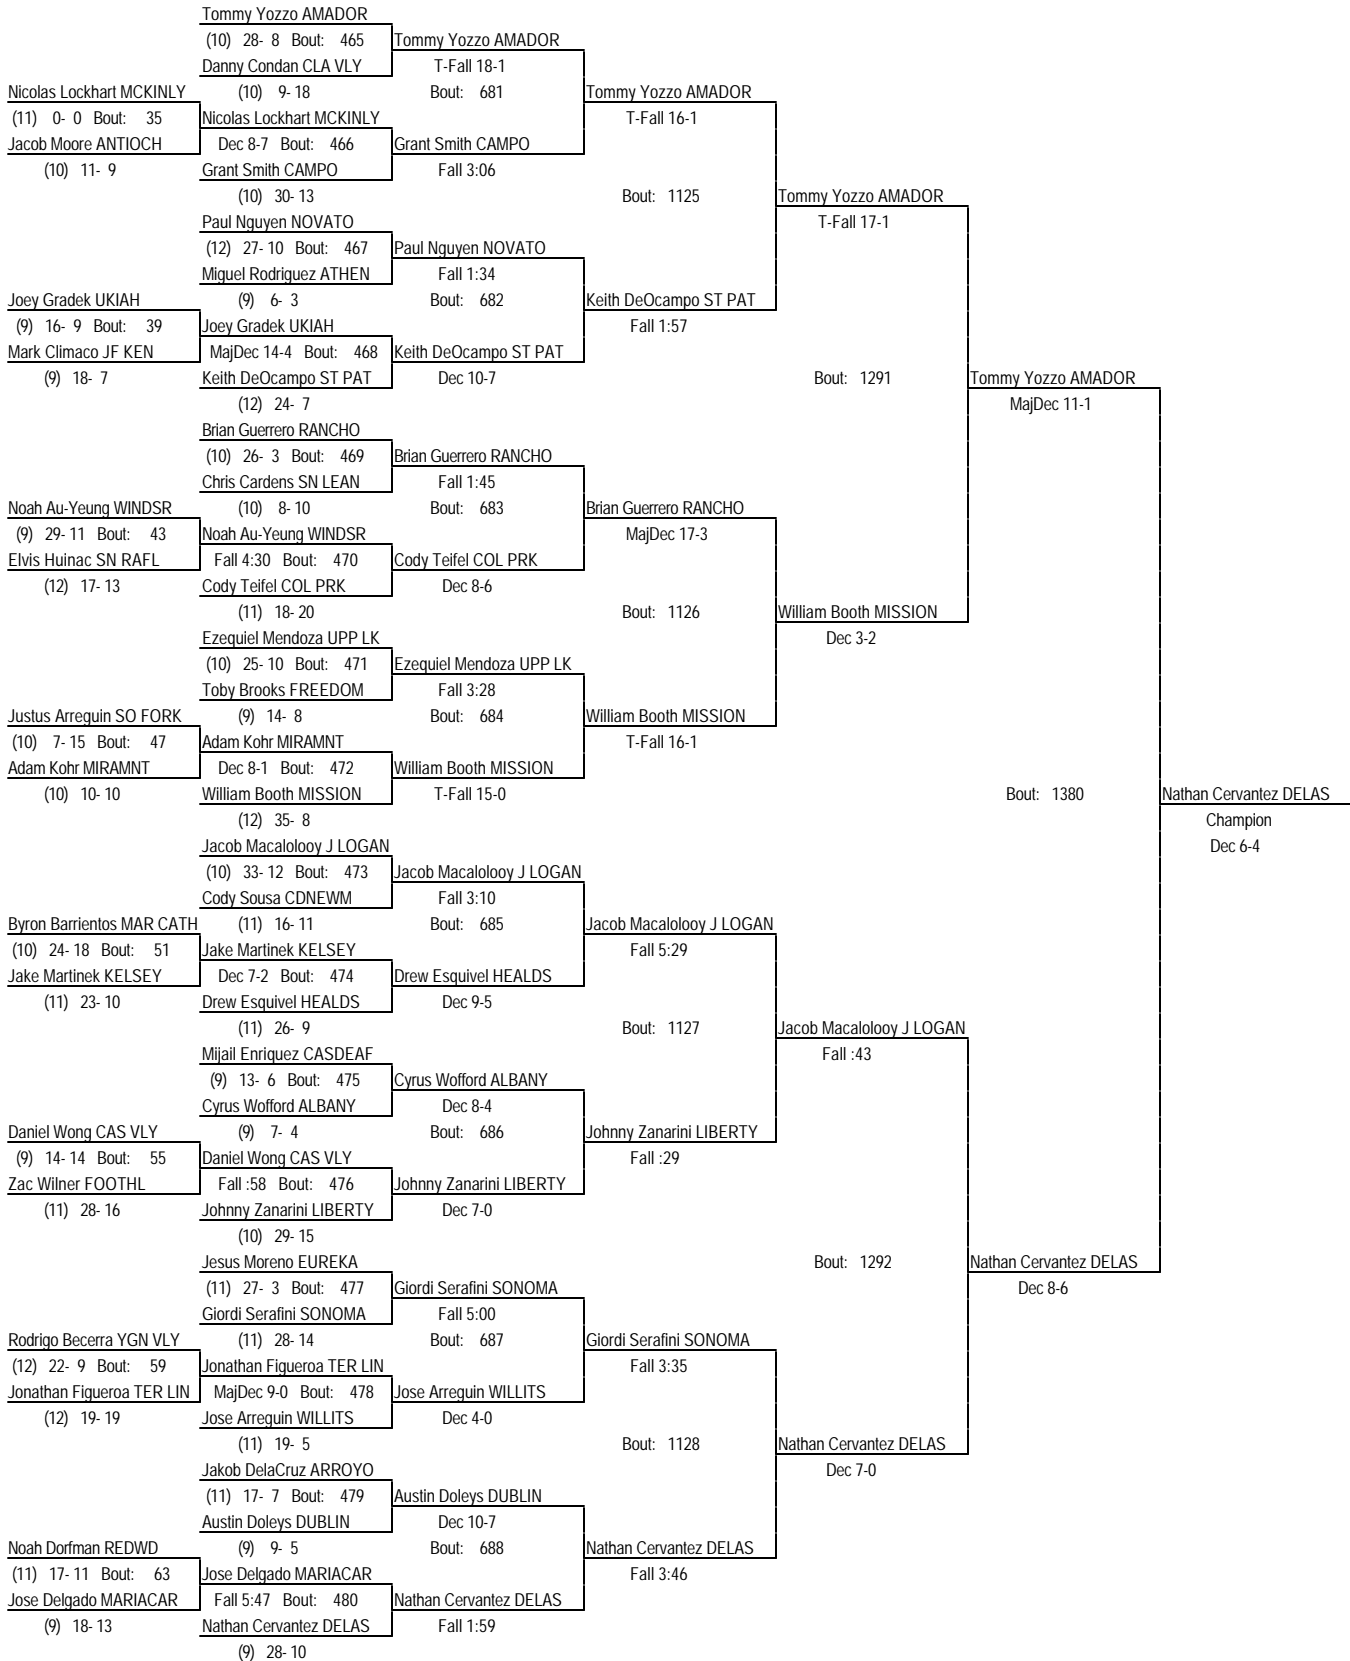 Tommy Yozzo AMADOR
(10) 28- 8 Bout: 465 Tommy Yozzo AMADOR
Danny Condan CLA VLY T-Fall 18-1
Nicolas Lockhart MCKINLY (10) 9- 18 Bout: 681 Tommy Yozzo AMADOR
(11) 0- 0 Bout: 35 Nicolas Lockhart MCKINLY T-Fall 16-1
Jacob Moore ANTIOCH Dec 8-7 Bout: 466 Grant Smith CAMPO
(10) 11- 9 Grant Smith CAMPO Fall 3:06
(10) 30- 13 Bout: 1125 Tommy Yozzo AMADOR
Paul Nguyen NOVATO T-Fall 17-1
(12) 27- 10 Bout: 467 Paul Nguyen NOVATO
Miguel Rodriguez ATHEN Fall 1:34
Joey Gradek UKIAH (9) 6- 3 Bout: 682 Keith DeOcampo ST PAT
(9) 16- 9 Bout: 39 Joey Gradek UKIAH Fall 1:57
Mark Climaco JF KEN MajDec 14-4 Bout: 468 Keith DeOcampo ST PAT
(9) 18- 7 Keith DeOcampo ST PAT Dec 10-7 Bout: 1291 Tommy Yozzo AMADOR
(12) 24- 7 MajDec 11-1
Brian Guerrero RANCHO
(10) 26- 3 Bout: 469 Brian Guerrero RANCHO
Chris Cardens SN LEAN Fall 1:45
Noah Au-Yeung WINDSR (10) 8- 10 Bout: 683 Brian Guerrero RANCHO
(9) 29- 11 Bout: 43 Noah Au-Yeung WINDSR MajDec 17-3
Elvis Huinac SN RAFL Fall 4:30 Bout: 470 Cody Teifel COL PRK
(12) 17- 13 Cody Teifel COL PRK Dec 8-6
(11) 18- 20 Bout: 1126 William Booth MISSION
Ezequiel Mendoza UPP LK Dec 3-2
(10) 25- 10 Bout: 471 Ezequiel Mendoza UPP LK
Toby Brooks FREEDOM Fall 3:28
Justus Arreguin SO FORK (9) 14- 8 Bout: 684 William Booth MISSION
(10) 7- 15 Bout: 47 Adam Kohr MIRAMNT T-Fall 16-1
Adam Kohr MIRAMNT Dec 8-1 Bout: 472 William Booth MISSION
(10) 10- 10 William Booth MISSION T-Fall 15-0 Bout: 1380 Nathan Cervantez DELAS
(12) 35- 8 Champion
Jacob Macalolooy J LOGAN Dec 6-4
(10) 33- 12 Bout: 473 Jacob Macalolooy J LOGAN
Cody Sousa CDNEWM Fall 3:10
Byron Barrientos MAR CATH (11) 16- 11 Bout: 685 Jacob Macalolooy J LOGAN
(10) 24- 18 Bout: 51 Jake Martinek KELSEY Fall 5:29
Jake Martinek KELSEY Dec 7-2 Bout: 474 Drew Esquivel HEALDS
(11) 23- 10 Drew Esquivel HEALDS Dec 9-5
(11) 26- 9 Bout: 1127 Jacob Macalolooy J LOGAN
Mijail Enriquez CASDEAF Fall :43
(9) 13- 6 Bout: 475 Cyrus Wofford ALBANY
Cyrus Wofford ALBANY Dec 8-4
Daniel Wong CAS VLY (9) 7- 4 Bout: 686 Johnny Zanarini LIBERTY
(9) 14- 14 Bout: 55 Daniel Wong CAS VLY Fall :29
Zac Wilner FOOTHL Fall :58 Bout: 476 Johnny Zanarini LIBERTY
(11) 28- 16 Johnny Zanarini LIBERTY Dec 7-0
(10) 29- 15
Jesus Moreno EUREKA Bout: 1292 Nathan Cervantez DELAS
(11) 27- 3 Bout: 477 Giordi Serafini SONOMA Dec 8-6
Giordi Serafini SONOMA Fall 5:00
Rodrigo Becerra YGN VLY (11) 28- 14 Bout: 687 Giordi Serafini SONOMA
(12) 22- 9 Bout: 59 Jonathan Figueroa TER LIN Fall 3:35
Jonathan Figueroa TER LIN MajDec 9-0 Bout: 478 Jose Arreguin WILLITS
(12) 19- 19 Jose Arreguin WILLITS Dec 4-0
(11) 19- 5 Bout: 1128 Nathan Cervantez DELAS
Jakob DelaCruz ARROYO Dec 7-0
(11) 17- 7 Bout: 479 Austin Doleys DUBLIN
Austin Doleys DUBLIN Dec 10-7
Noah Dorfman REDWD (9) 9- 5 Bout: 688 Nathan Cervantez DELAS
(11) 17- 11 Bout: 63 Jose Delgado MARIACAR Fall 3:46
Jose Delgado MARIACAR Fall 5:47 Bout: 480 Nathan Cervantez DELAS
(9) 18- 13 Nathan Cervantez DELAS Fall 1:59
(9) 28- 10